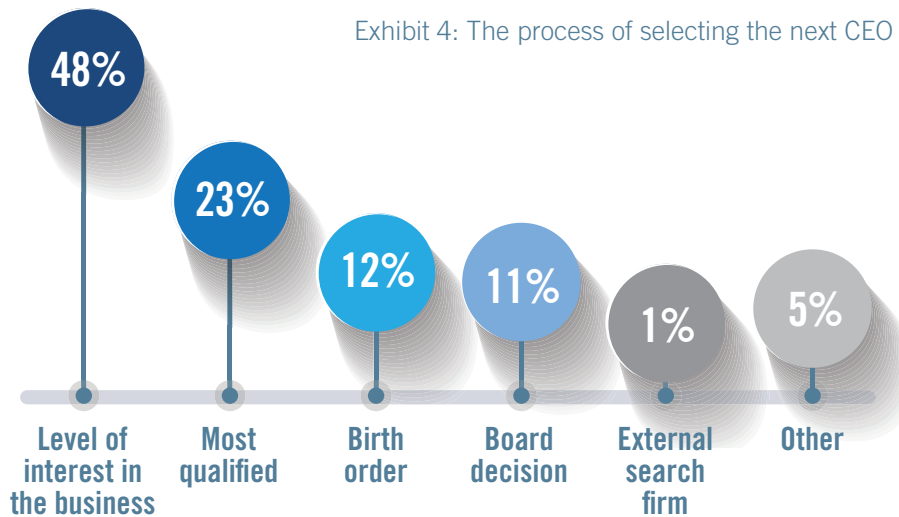 Exhibit 4: The process of selecting the next CEO
48%
23%
12%
11%
1%
5%
Level of
interest in
the business
Most
qualified
Birth
order
Board
decision
External
search
firm
Other